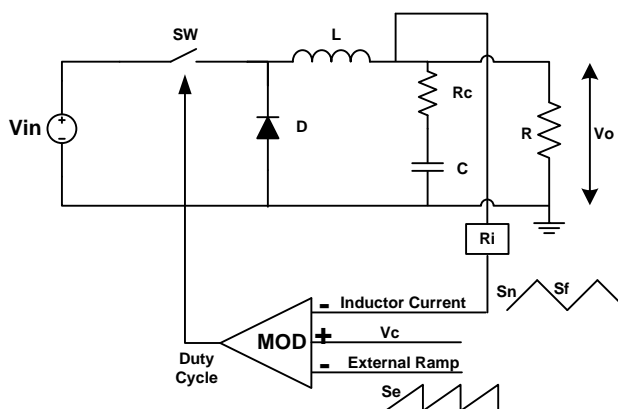 SW
L
Rc
Vin
D
R
Vo
C
Ri
Sn
Sf
- Inductor Current
MOD
+ Vc
- External Ramp
Duty
Cycle
Se